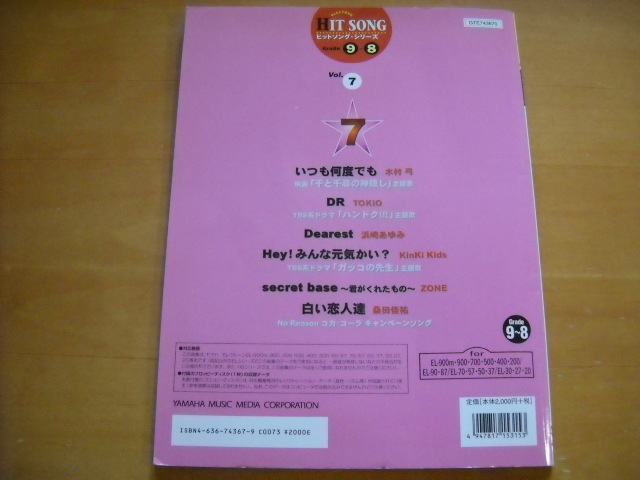 GTE743675
HIT SONG
ヒットソング・シリーズ
Grade 9 8
Vol. 7
7
いつも何度でも 木村 弓
映画「千と千尋の神隠し」主題歌
DR TOKIO
TBS系ドラマ「ハンドク!!!」主題歌
Dearest 浜崎あゆみ
Hey! みんな元気かい？ KinKi Kids
TBS系ドラマ「ガッコの先生」主題歌
secret base ～君がくれたもの～ ZONE
白い恋人達 桑田佳祐
No Reason コカ・コーラ キャンペーンソング
Grade
9～8
●対応機種
for
EL-900m・900・700・500・400・200/
EL-90・87/EL-70・57・50・37/EL-30・27・20
YAMAHA MUSIC MEDIA CORPORATION
定価[本体2,000円+税]
ISBN4-636-74367-9 C0073 ¥2000E
4 947817 153153